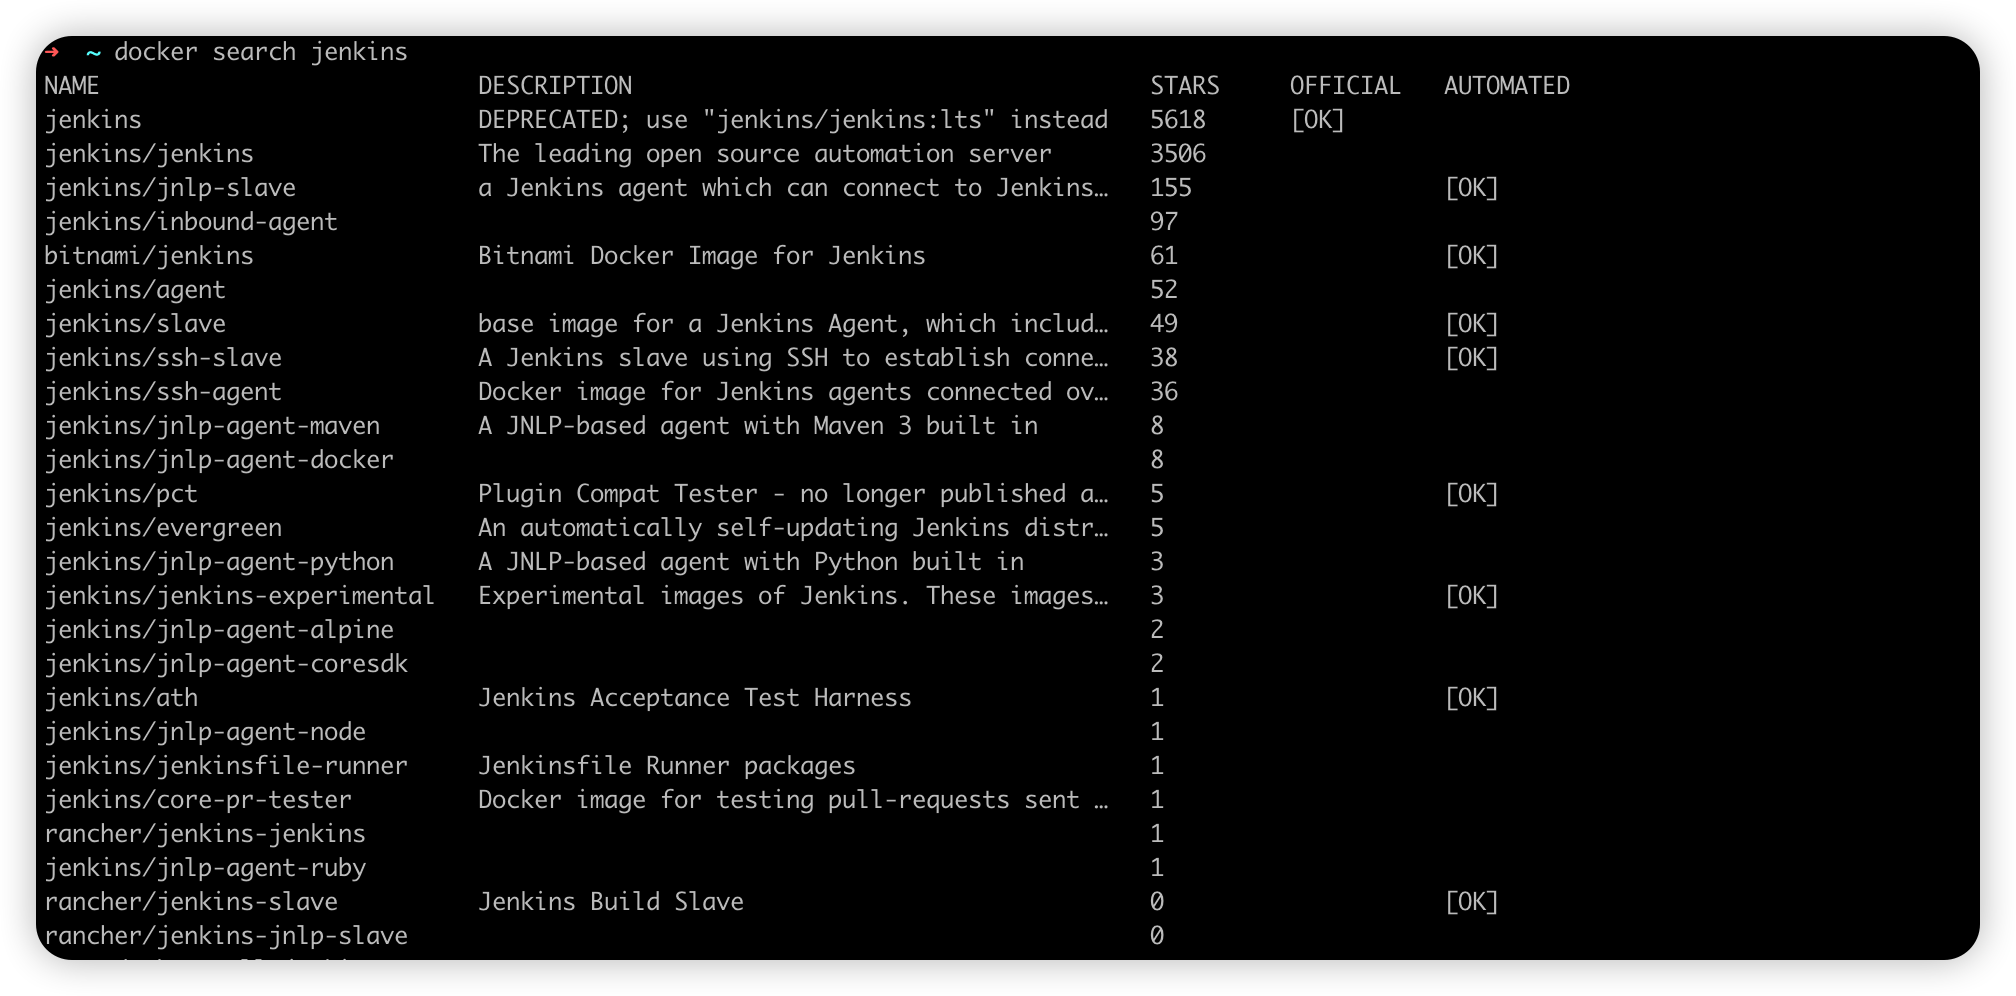 ➜  ~ docker search jenkins
NAME                           DESCRIPTION                                     STARS     OFFICIAL   AUTOMATED
jenkins                        DEPRECATED; use "jenkins/jenkins:lts" instead   5618      [OK]
jenkins/jenkins                The leading open source automation server       3506
jenkins/jnlp-slave             a Jenkins agent which can connect to Jenkins…   155                  [OK]
jenkins/inbound-agent                                                          97
bitnami/jenkins                Bitnami Docker Image for Jenkins                61                   [OK]
jenkins/agent                                                                  52
jenkins/slave                  base image for a Jenkins Agent, which includ…   49                   [OK]
jenkins/ssh-slave              A Jenkins slave using SSH to establish conne…   38                   [OK]
jenkins/ssh-agent              Docker image for Jenkins agents connected ov…   36
jenkins/jnlp-agent-maven       A JNLP-based agent with Maven 3 built in        8
jenkins/jnlp-agent-docker                                                      8
jenkins/pct                    Plugin Compat Tester - no longer published a…   5                    [OK]
jenkins/evergreen              An automatically self-updating Jenkins distr…   5
jenkins/jnlp-agent-python      A JNLP-based agent with Python built in         3
jenkins/jenkins-experimental   Experimental images of Jenkins. These images…   3                    [OK]
jenkins/jnlp-agent-alpine                                                      2
jenkins/jnlp-agent-coresdk                                                     2
jenkins/ath                    Jenkins Acceptance Test Harness                 1                    [OK]
jenkins/jnlp-agent-node                                                        1
jenkins/jenkinsfile-runner     Jenkinsfile Runner packages                     1
jenkins/core-pr-tester         Docker image for testing pull-requests sent …   1
rancher/jenkins-jenkins                                                        1
jenkins/jnlp-agent-ruby                                                        1
rancher/jenkins-slave          Jenkins Build Slave                             0                    [OK]
rancher/jenkins-jnlp-slave                                                     0